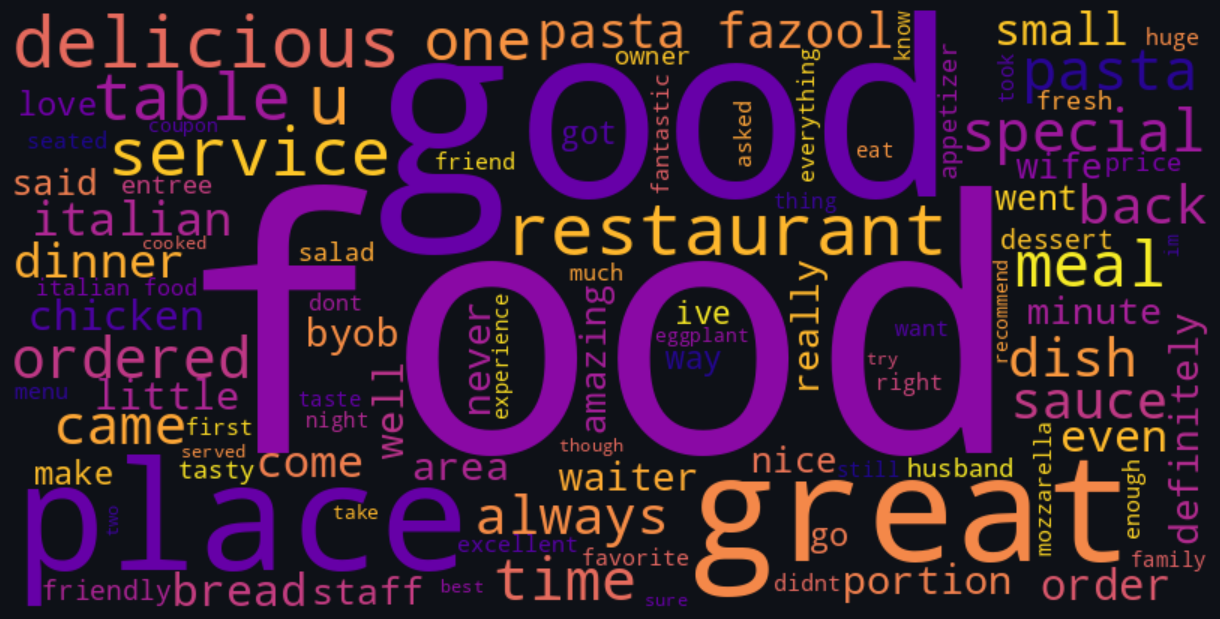 delicious
one
pasta
fazool
know
small
huge
owner
took
pasta
love
table
u
good
fantastic
asked
everything
appetizer
fresh
coupon
seated
service
friend
got
eat
special
wife
price
said
entree
thing
went
back
italian
cooked
restaurant
dessert
im
dinner
salad
much
meal
italian food
food
dont
ive
really
recommend
minute
chicken
byob
never
experience
amazing
eggplant
want
way
try
right
dish
ordered
menu
little
taste
night
well
sauce
definitely
came
first
though
mozzarella
even
served
make
tasty
come
area
waiter
nice
still
husband
enough
place
two
take
always
great
go
excellent
favorite
family
friendly
bread
staff
best
time
sure
didnt
portion
order